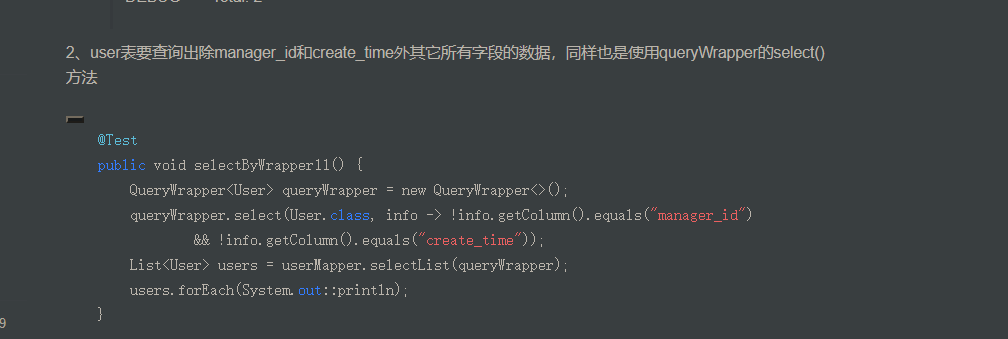 2、user表要查询出除manager_id和create_time外其它所有字段的数据，同样也是使用queryWrapper的select()
方法
@Test
public void selectByWrapper11() {
QueryWrapper<User> queryWrapper = new QueryWrapper<>();
queryWrapper.select(User.class, info -> !info.getColumn().equals("manager_id")
&& !info.getColumn().equals("create_time"));
List<User> users = userMapper.selectList(queryWrapper);
users.forEach(System.out::println);
}
9